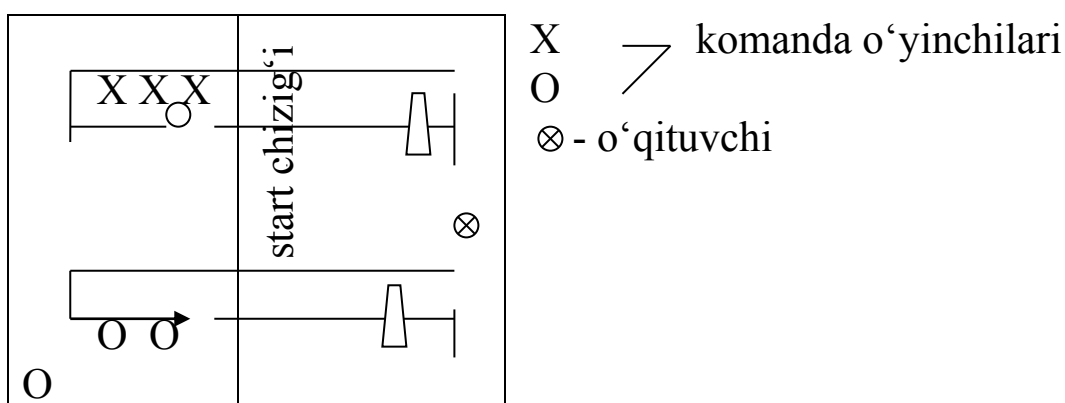 X X X
start chizig‘i
O O
O
X komanda o‘yinchilari
O
⊗ - o‘qituvchi